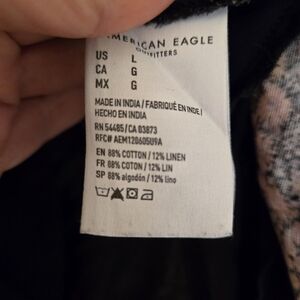 AMERICAN EAGLE
OUTFITTERS
US L
CA G
MX G
MADE IN INDIA / FABRIQUÉ EN INDE /
HECHO EN INDIA
RN 54485 / CA 03873
RFC# AEM120605U9A
EN 88% COTTON / 12% LINEN
FR 88% COTON / 12% LIN
SP 88% algodón / 12% lino